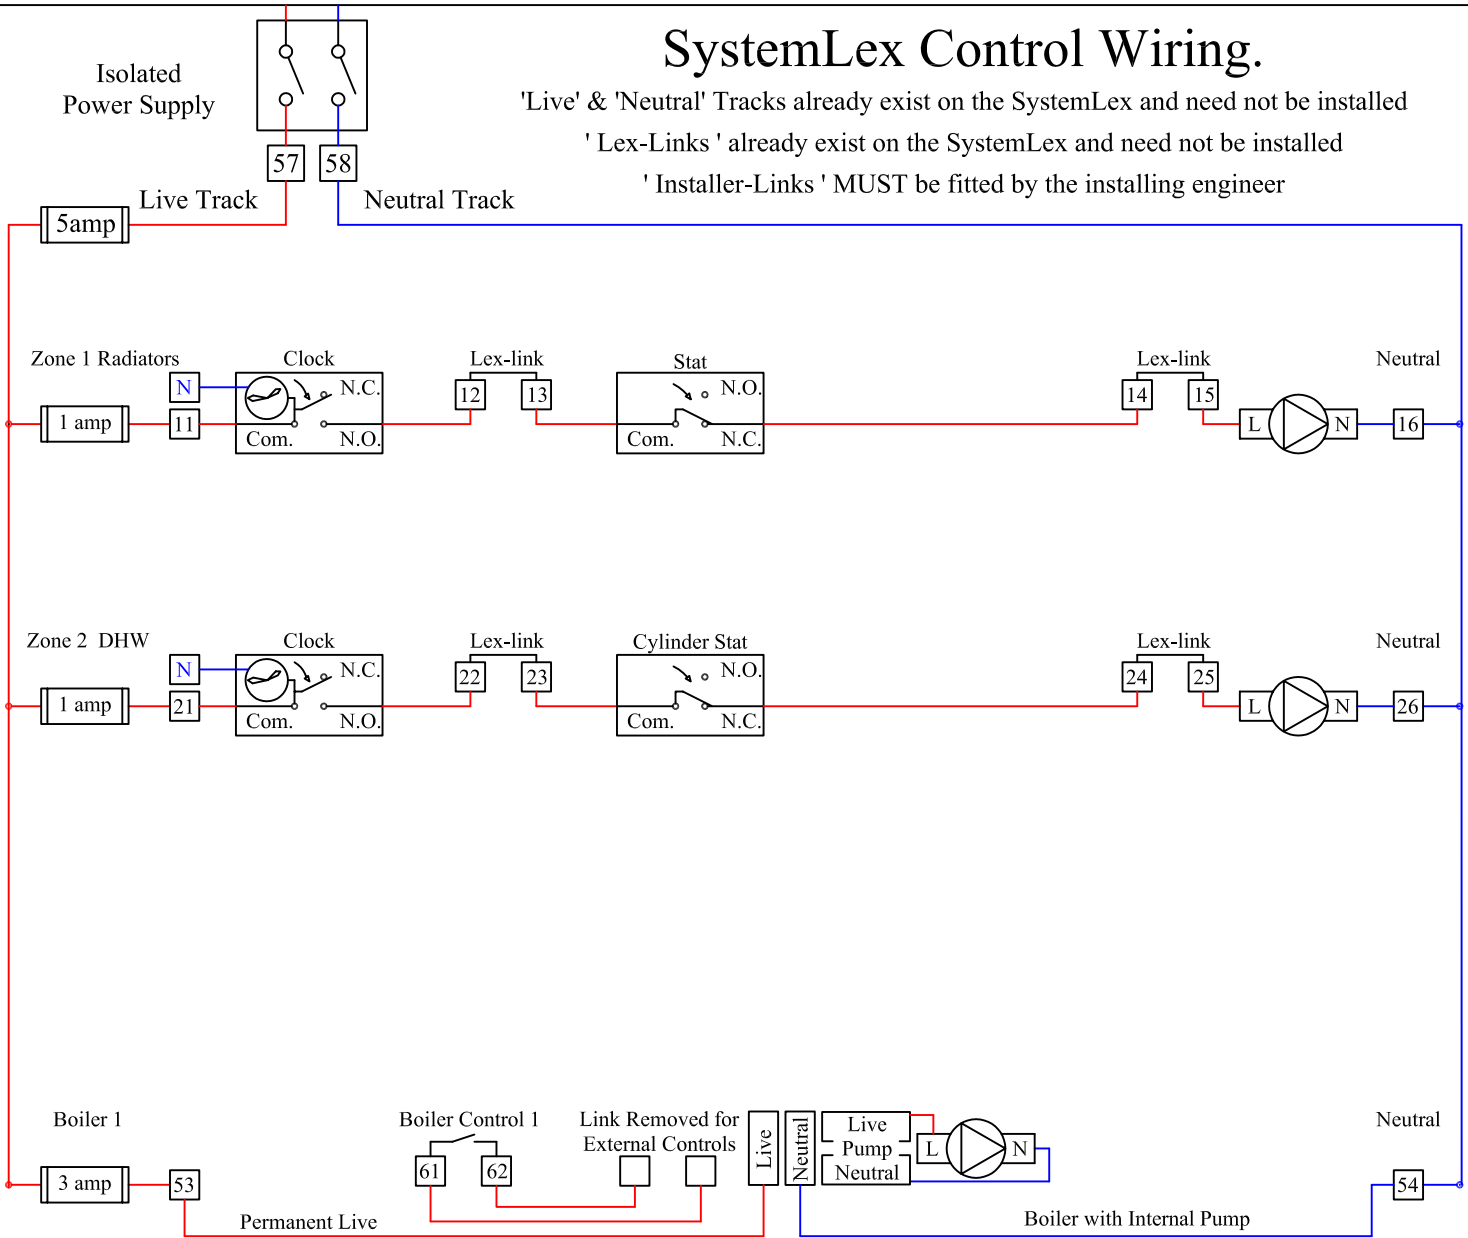 SystemLex Control Wiring.
'Live' & 'Neutral' Tracks already exist on the SystemLex and need not be installed
' Lex-Links ' already exist on the SystemLex and need not be installed
' Installer-Links ' MUST be fitted by the installing engineer
Isolated
Power Supply
57 58
Live Track Neutral Track
5amp
Zone 1 Radiators Clock Lex-link Stat Lex-link Neutral
N N.C. 12 13 N.O. 14 15
1 amp 11 L N 16
Com. N.O. Com. N.C.
Zone 2 DHW Clock Lex-link Cylinder Stat Lex-link Neutral
N N.C. 22 23 N.O. 24 25
1 amp 21 L N 26
Com. N.O. Com. N.C.
Boiler 1 Boiler Control 1 Link Removed for Neutral
External Controls
Live
Neutral
Live
Pump
Neutral
L N
3 amp 53 61 62 54
Permanent Live Boiler with Internal Pump